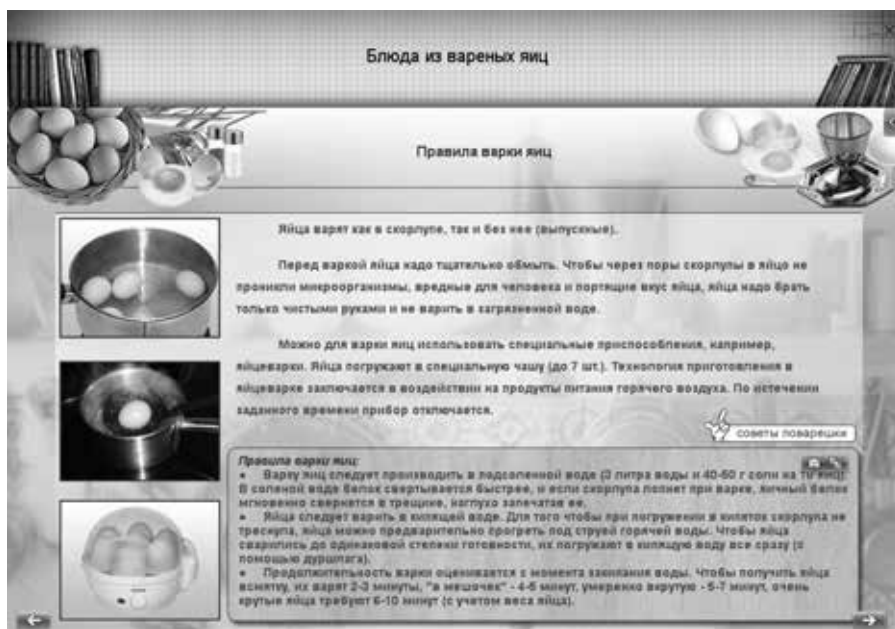 Блюда из вареных яиц
Правила варки яиц
Яйца варят как в скорлупе, так и без нее (выпускные).
Перед варкой яйца надо тщательно обмыть. Чтобы через поры скорлупы в яйцо не
проникли микроорганизмы, вредные для человека и портящие вкус яйца, яйца надо брать
только чистыми руками и не варить в загрязненной воде.
Можно для варки яиц использовать специальные приспособления, например,
яйцеварки. Яйца погружают в специальную чашу (до 7 шт.). Технология приготовления в
яйцеварке заключается в воздействии на продукты питания горячего воздуха. По истечении
заданного времени прибор отключается.
советы поварешки
Правила варки яиц:
• Варку яиц следует производить в подсоленной воде (3 литра воды и 40-50 г соли на 10 яиц).
В соленой воде белок свертывается быстрее, и если скорлупа лопнет при варке, яичный белок
мгновенно свернется в трещине, наглухо запечатав ее.
• Яйца следует варить в кипящей воде. Для того чтобы при погружении в кипяток скорлупа не
треснула, яйца можно предварительно прогреть под струей горячей воды. Чтобы яйца
сварились до одинаковой степени готовности, их погружают в кипящую воду все сразу (с
помощью дуршлага).
• Продолжительность варки оценивается с момента закипания воды. Чтобы получить яйца
всмятку, их варят 2-3 минуты, "в мешочек" - 4-5 минут, умеренно вкрутую - 5-7 минут, очень
крутые яйца требуют 6-10 минут (с учетом веса яйца).